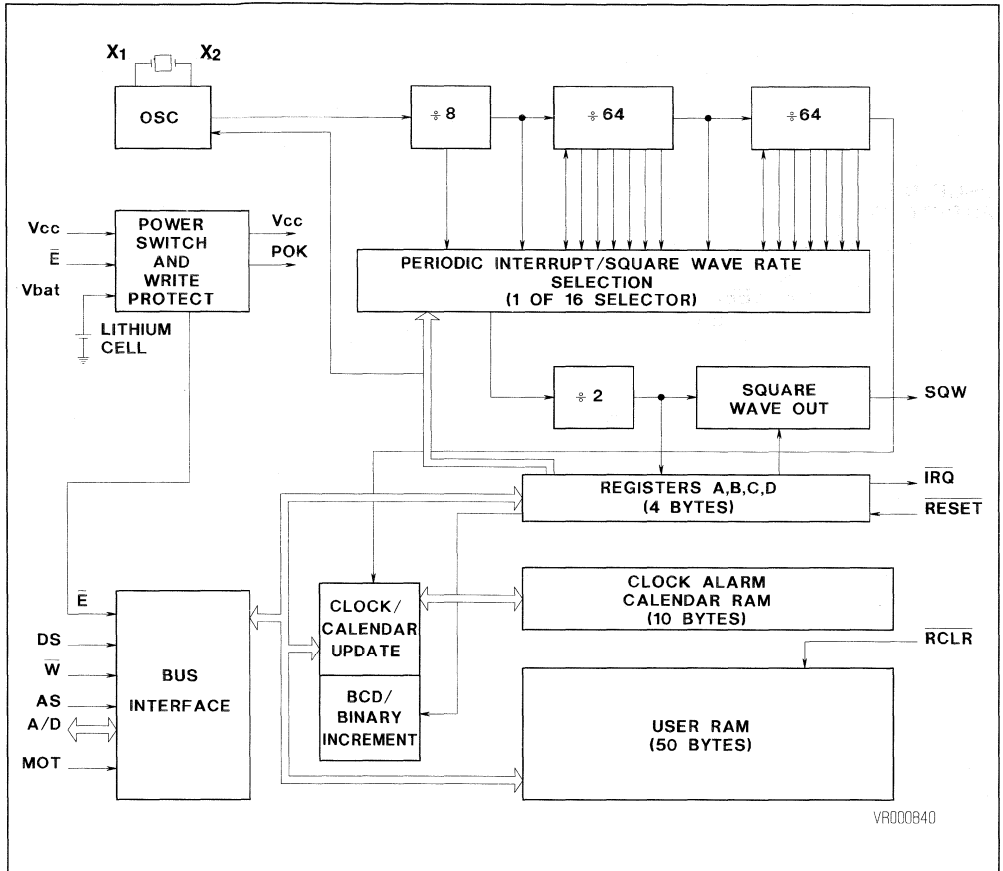 X1 X2
OSC
÷ 8
÷ 64
÷ 64
Vcc
E̅
Vbat
POWER
SWITCH
AND
WRITE
PROTECT
Vcc
POK
LITHIUM
CELL
PERIODIC INTERRUPT/SQUARE WAVE RATE
SELECTION
(1 OF 16 SELECTOR)
÷ 2
SQUARE
WAVE OUT
SQW
REGISTERS A,B,C,D
(4 BYTES)
I̅R̅Q̅
R̅E̅S̅E̅T̅
E̅
DS
W̅
AS
A/D
MOT
BUS
INTERFACE
CLOCK/
CALENDAR
UPDATE
BCD/
BINARY
INCREMENT
CLOCK ALARM
CALENDAR RAM
(10 BYTES)
R̅C̅L̅R̅
USER RAM
(50 BYTES)
VR000840